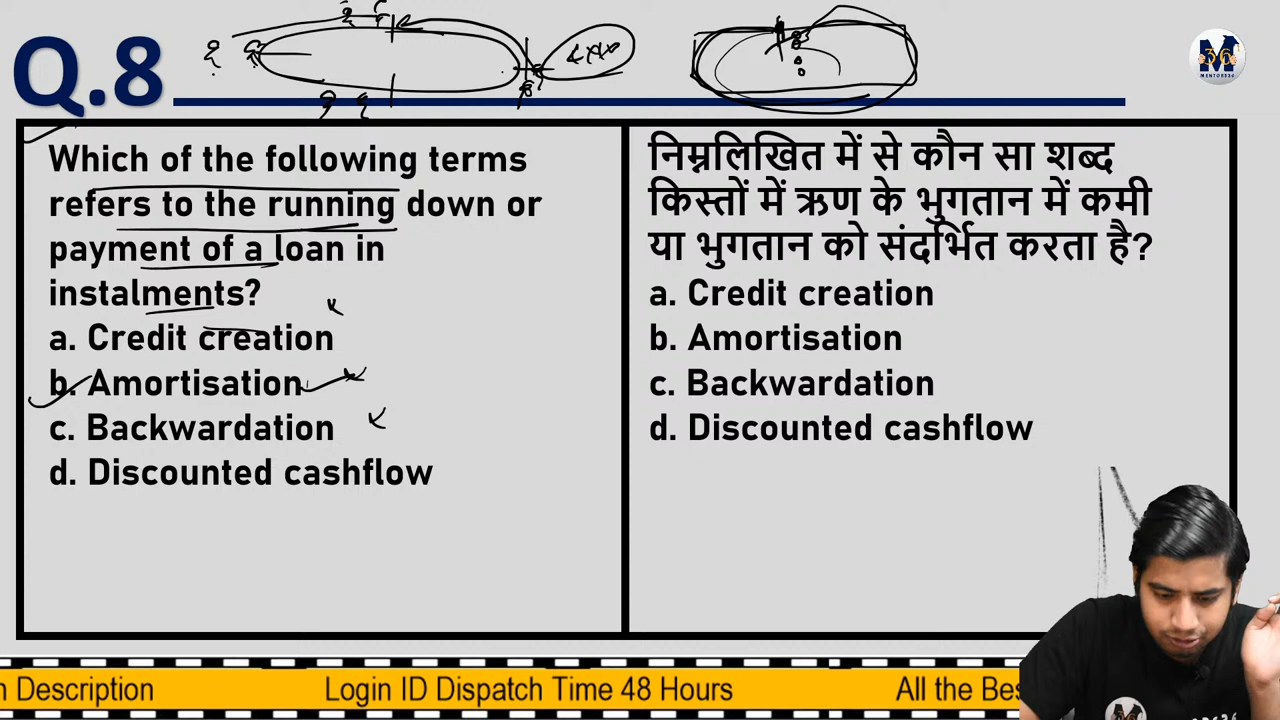 Q.8
36
MENTORS36
Which of the following terms
refers to the running down or
payment of a loan in
instalments?
a. Credit creation
b. Amortisation
c. Backwardation
d. Discounted cashflow
निम्नलिखित में से कौन सा शब्द
किस्तों में ऋण के भुगतान में कमी
या भुगतान को संदर्भित करता है?
a. Credit creation
b. Amortisation
c. Backwardation
d. Discounted cashflow
n Description Login ID Dispatch Time 48 Hours All the Bes